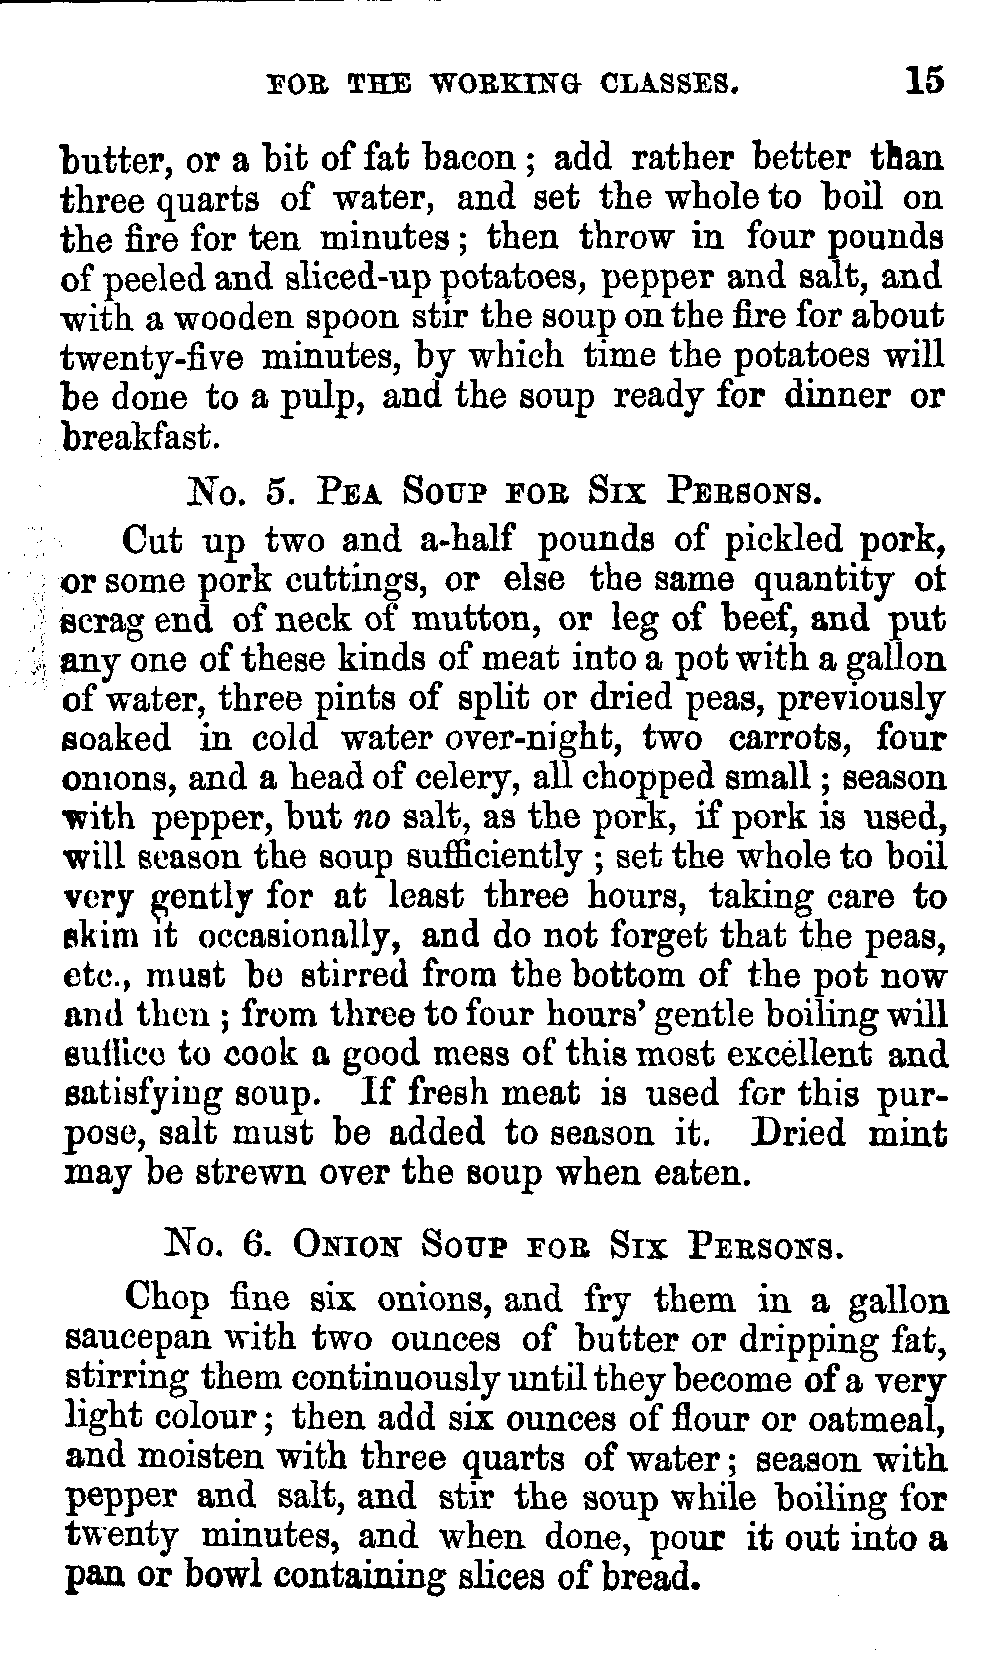 FOR THE WORKING CLASSES. 15
butter, or a bit of fat bacon; add rather better than
three quarts of water, and set the whole to boil on
the fire for ten minutes; then throw in four pounds
of peeled and sliced-up potatoes, pepper and salt, and
with a wooden spoon stir the soup on the fire for about
twenty-five minutes, by which time the potatoes will
be done to a pulp, and the soup ready for dinner or
breakfast.
No. 5. Pea Soup for Six Persons.
Cut up two and a-half pounds of pickled pork,
or some pork cuttings, or else the same quantity of
scrag end of neck of mutton, or leg of beef, and put
any one of these kinds of meat into a pot with a gallon
of water, three pints of split or dried peas, previously
soaked in cold water over-night, two carrots, four
onions, and a head of celery, all chopped small; season
with pepper, but no salt, as the pork, if pork is used,
will season the soup sufficiently; set the whole to boil
very gently for at least three hours, taking care to
skim it occasionally, and do not forget that the peas,
etc., must be stirred from the bottom of the pot now
and then; from three to four hours' gentle boiling will
suffice to cook a good mess of this most excellent and
satisfying soup. If fresh meat is used for this pur-
pose, salt must be added to season it. Dried mint
may be strewn over the soup when eaten.
No. 6. Onion Soup for Six Persons.
Chop fine six onions, and fry them in a gallon
saucepan with two ounces of butter or dripping fat,
stirring them continuously until they become of a very
light colour; then add six ounces of flour or oatmeal,
and moisten with three quarts of water; season with
pepper and salt, and stir the soup while boiling for
twenty minutes, and when done, pour it out into a
pan or bowl containing slices of bread.